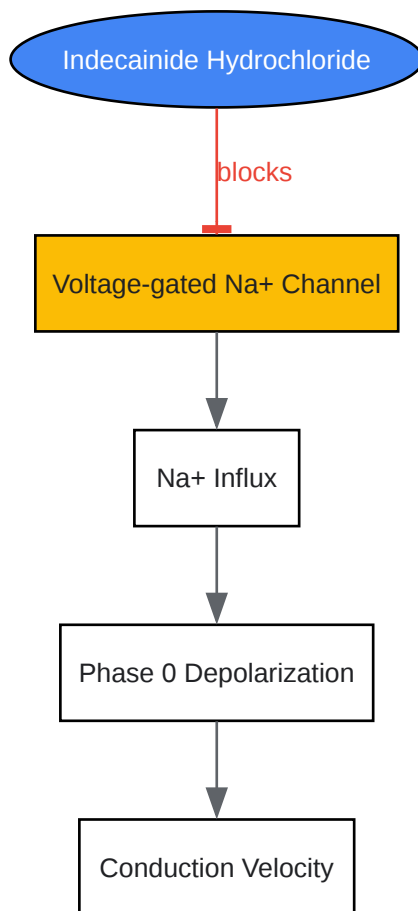 Indecainide Hydrochloride
blocks
Voltage-gated Na+ Channel
Na+ Influx
Phase 0 Depolarization
Conduction Velocity